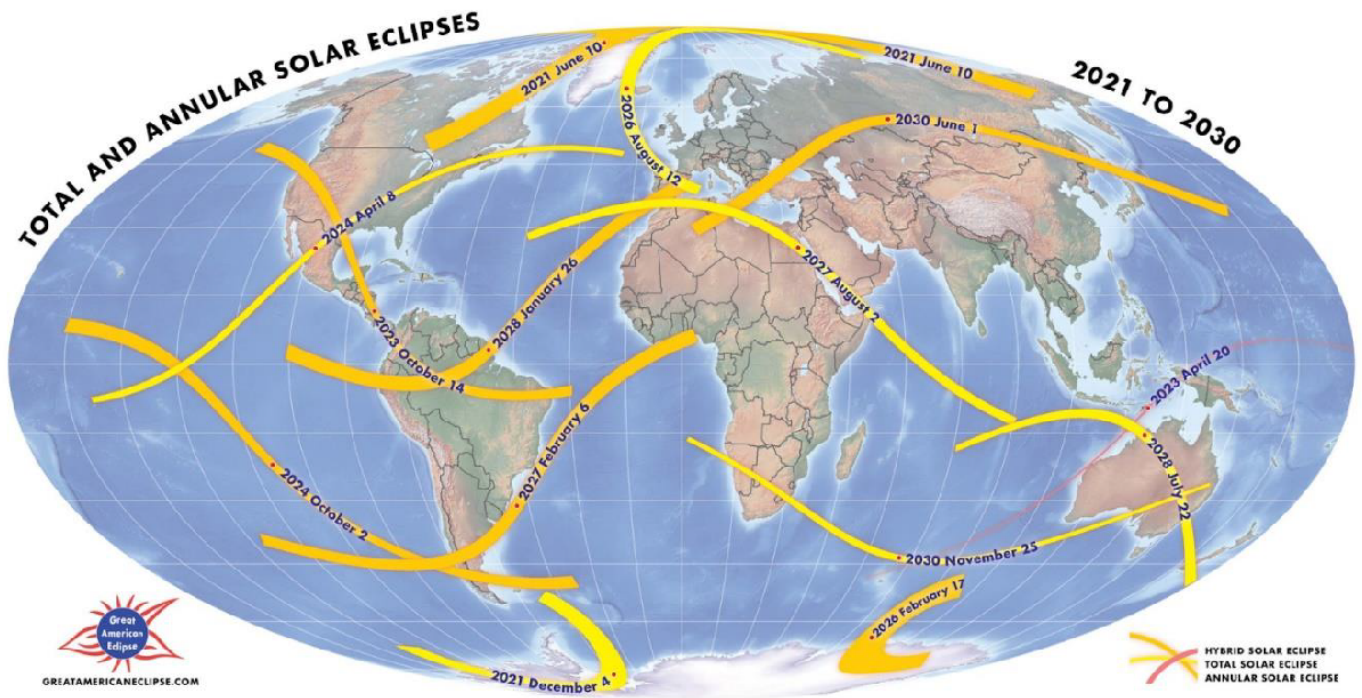 TOTAL AND ANNULAR SOLAR ECLIPSES
2021 TO 2030
2021 June 10
2021 June 10
2026 August 12
2030 June 1
2024 April 8
2027 August 2
2028 January 26
2023 October 14
2023 April 20
2027 February 6
2028 July 22
2024 October 2
2030 November 25
2026 February 17
2021 December 4
Great
American
Eclipse
GREATAMERICANECLIPSE.COM
HYBRID SOLAR ECLIPSE
TOTAL SOLAR ECLIPSE
ANNULAR SOLAR ECLIPSE